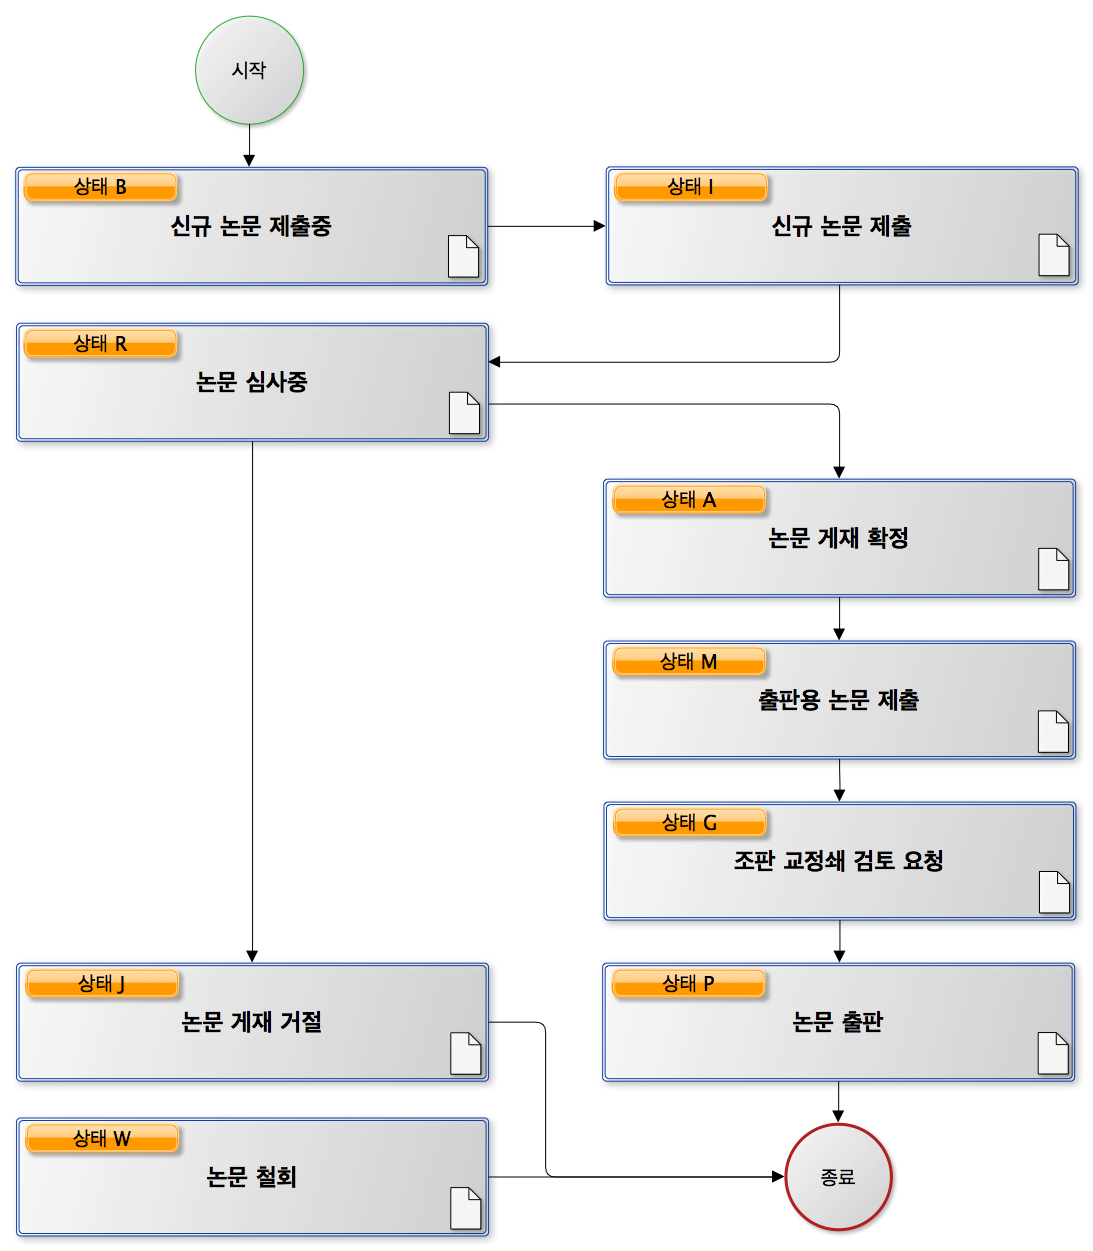 시작
상태 B
신규 논문 제출중
상태 I
신규 논문 제출
상태 R
논문 심사중
상태 A
논문 게재 확정
상태 M
출판용 논문 제출
상태 G
조판 교정쇄 검토 요청
상태 J
논문 게재 거절
상태 P
논문 출판
상태 W
논문 철회
종료